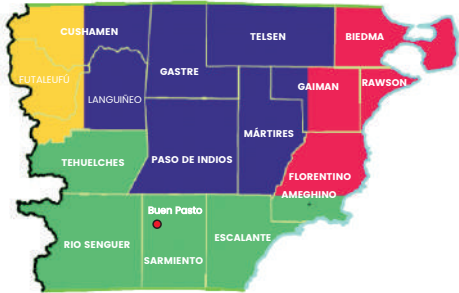 CUSHAMEN
TELSEN
BIEDMA
FUTALEUFÚ
GASTRE
GAIMAN
RAWSON
LANGUIÑEO
MÁRTIRES
TEHUELCHES
PASO DE INDIOS
FLORENTINO
AMEGHINO
Buen Pasto
RIO SENGUER
ESCALANTE
SARMIENTO